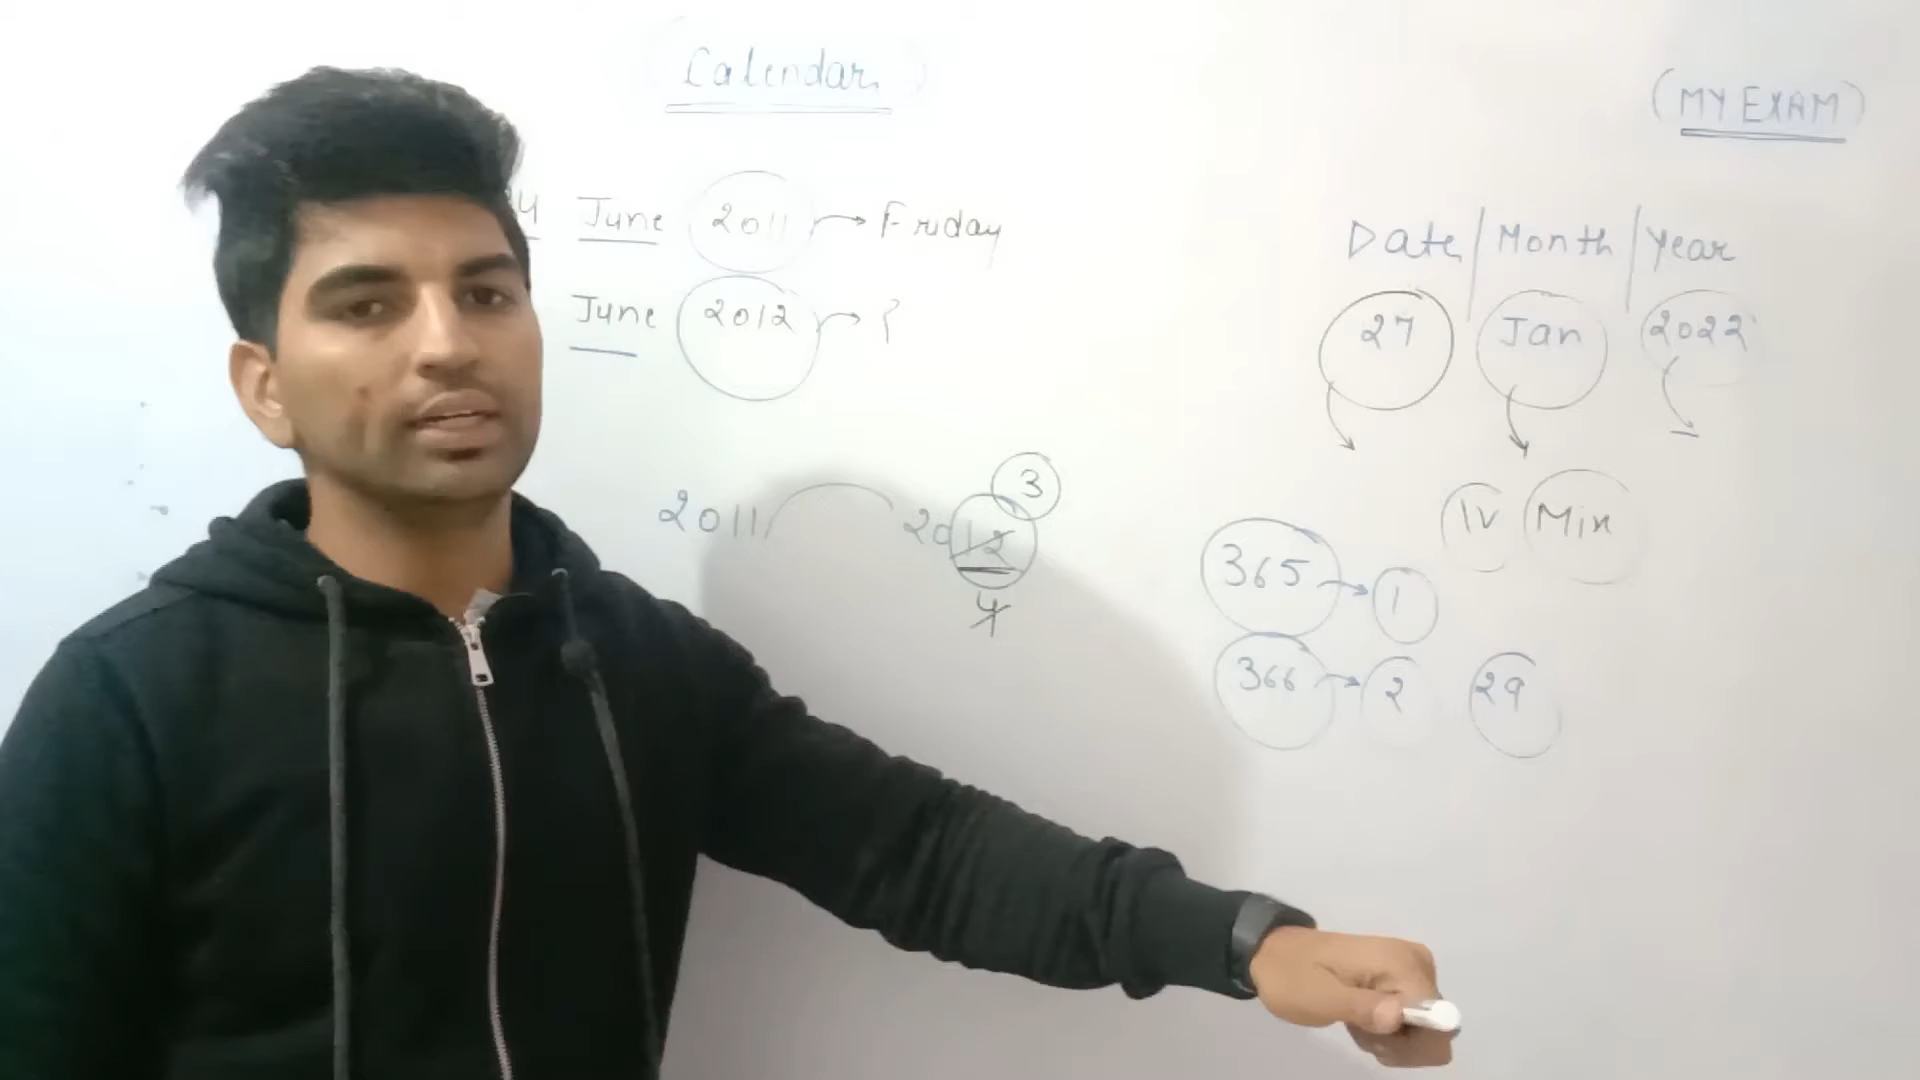 Calendar
(MY EXAM)
4 June 2011 → Friday
June 2012 → ?
Date / Month / Year
27 Jan 2022
2011 2012
3
4
IV Mix
365 → 1
366 → 2 29